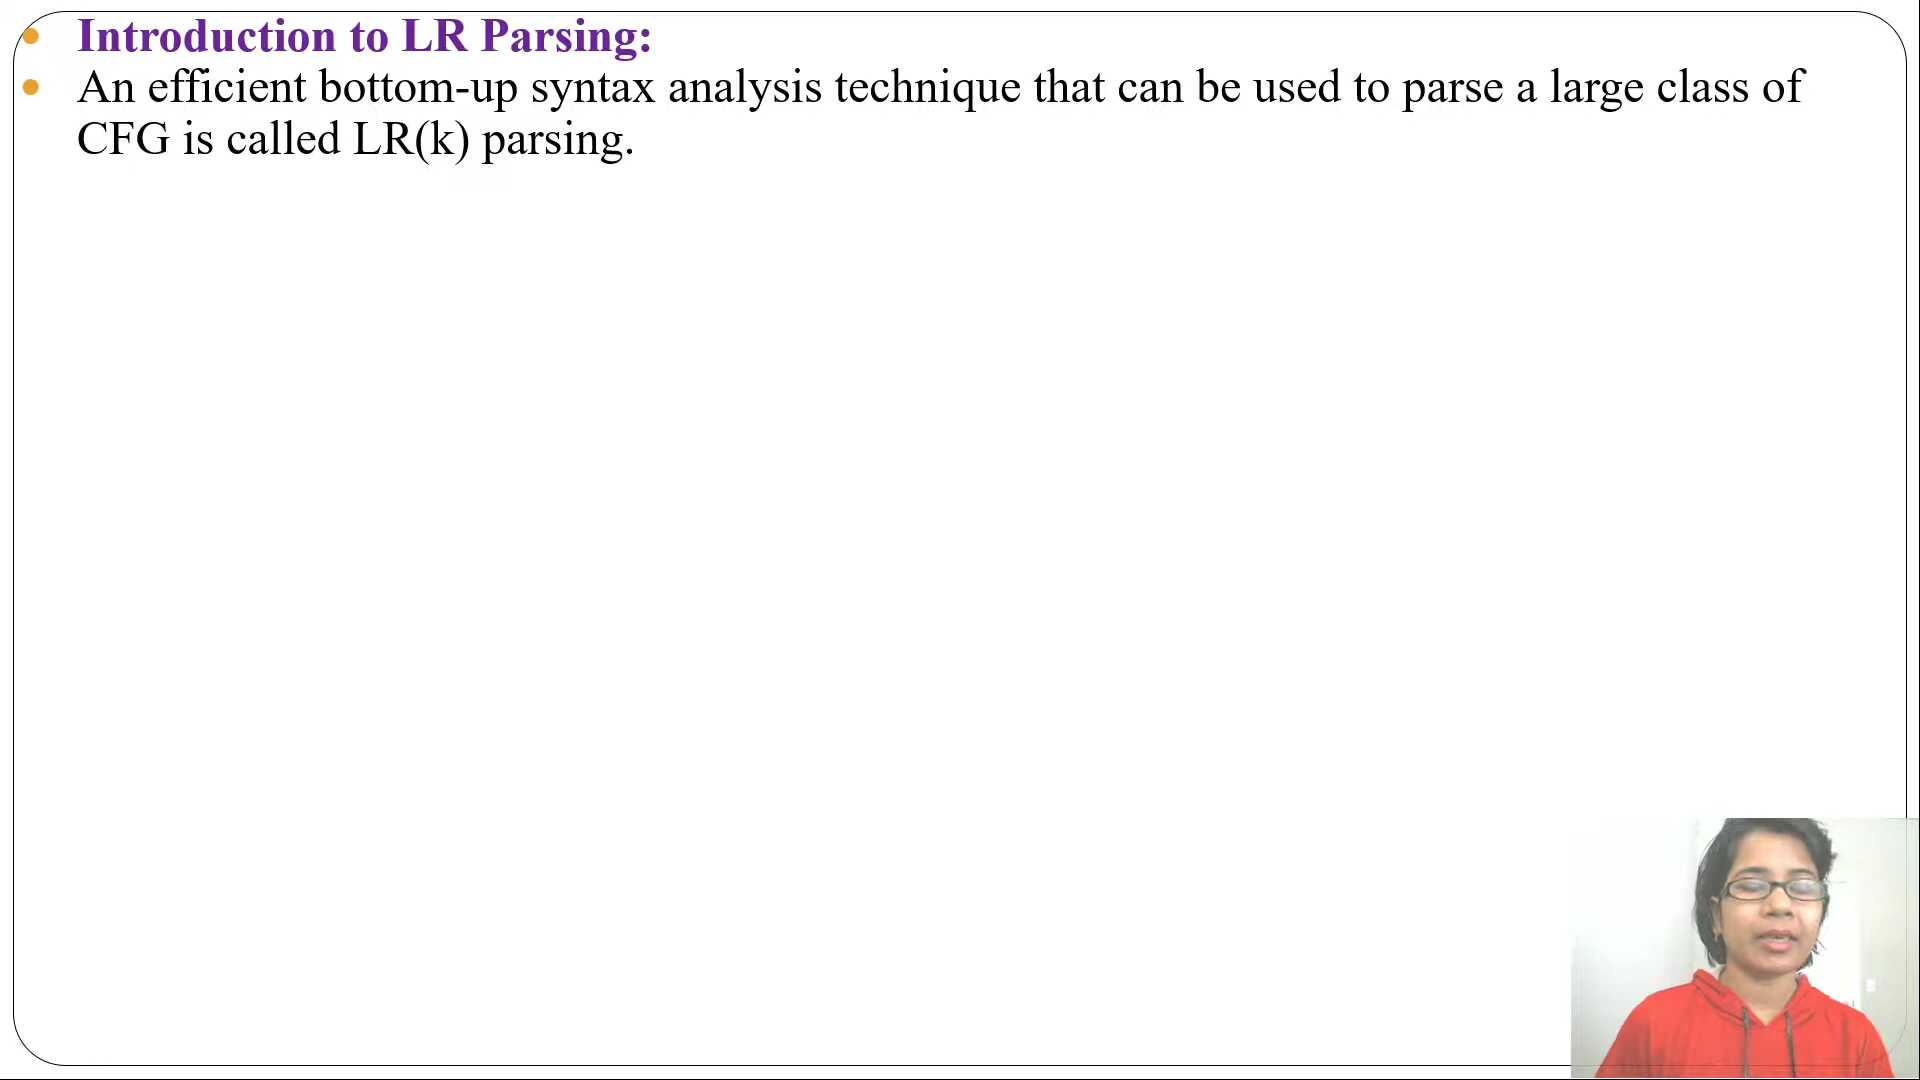 Introduction to LR Parsing:
An efficient bottom-up syntax analysis technique that can be used to parse a large class of
CFG is called LR(k) parsing.